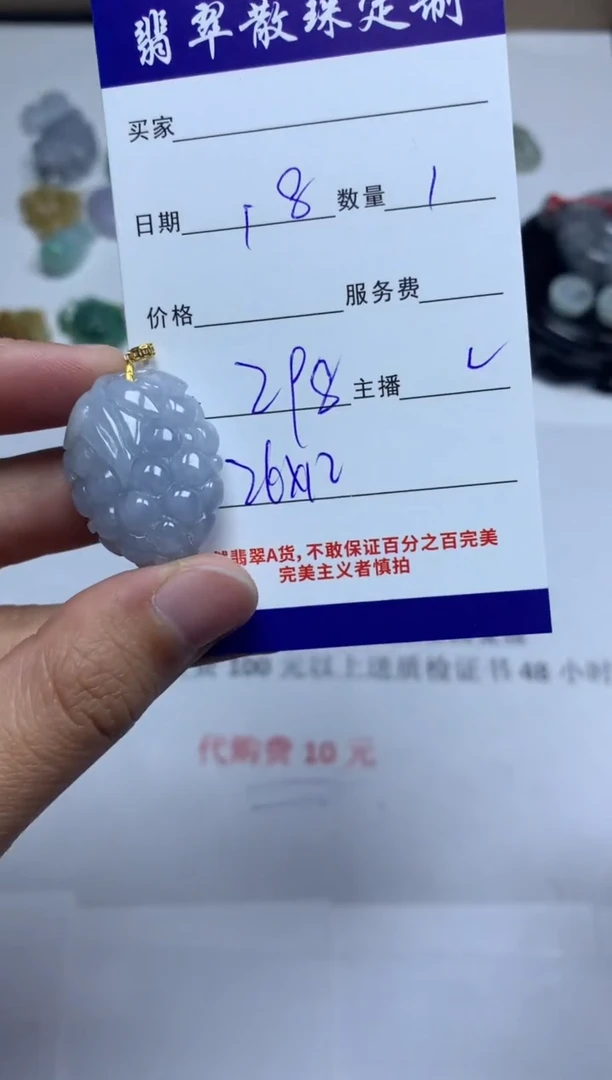 翡翠散珠定制
买家
日期 1 8 数量 1
价格 服务费
298 主播 ✓
26x12
翡翠A货,不敢保证百分之百完美
完美主义者慎拍
100 元以上送质检证书 48 小时
代购费 10 元